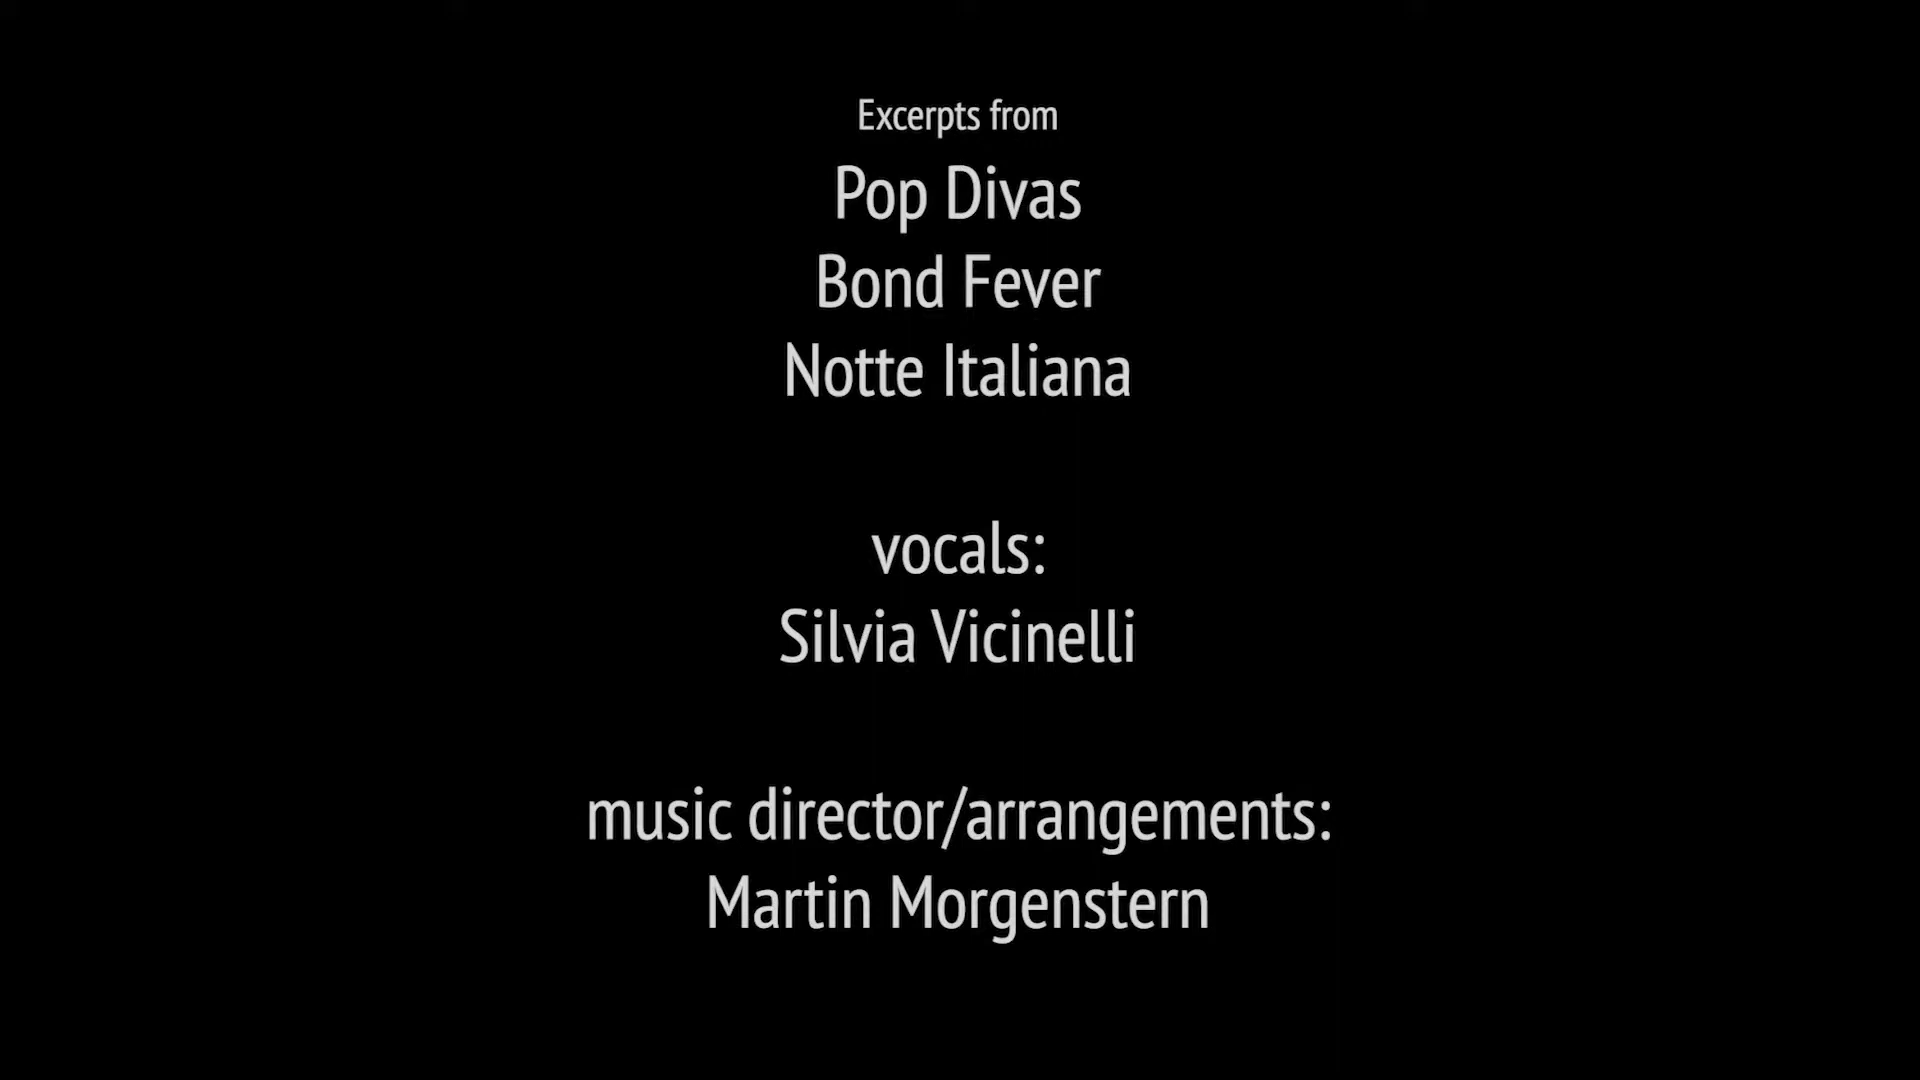 Excerpts from
Pop Divas
Bond Fever
Notte Italiana
vocals:
Silvia Vicinelli
music director/arrangements:
Martin Morgenstern